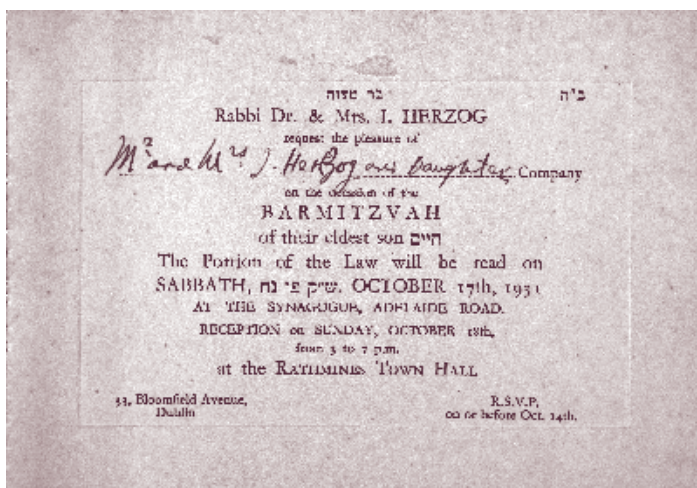 בר מצוה ב"ה
Rabbi Dr. & Mrs. I. HERZOG
request the pleasure of
Mr and Mrs J. Herzog and Daughter Company
on the occasion of the
BARMITZVAH
of their eldest son חיים
The Portion of the Law will be read on
SABBATH, ש״ק פ׳ נח, OCTOBER 17th, 1931
AT THE SYNAGOGUE, ADELAIDE ROAD.
RECEPTION on SUNDAY, OCTOBER 18th,
from 3 to 7 p.m.
at the RATHMINES TOWN HALL
33, Bloomfield Avenue,
Dublin
R.S.V.P.
on or before Oct. 14th.